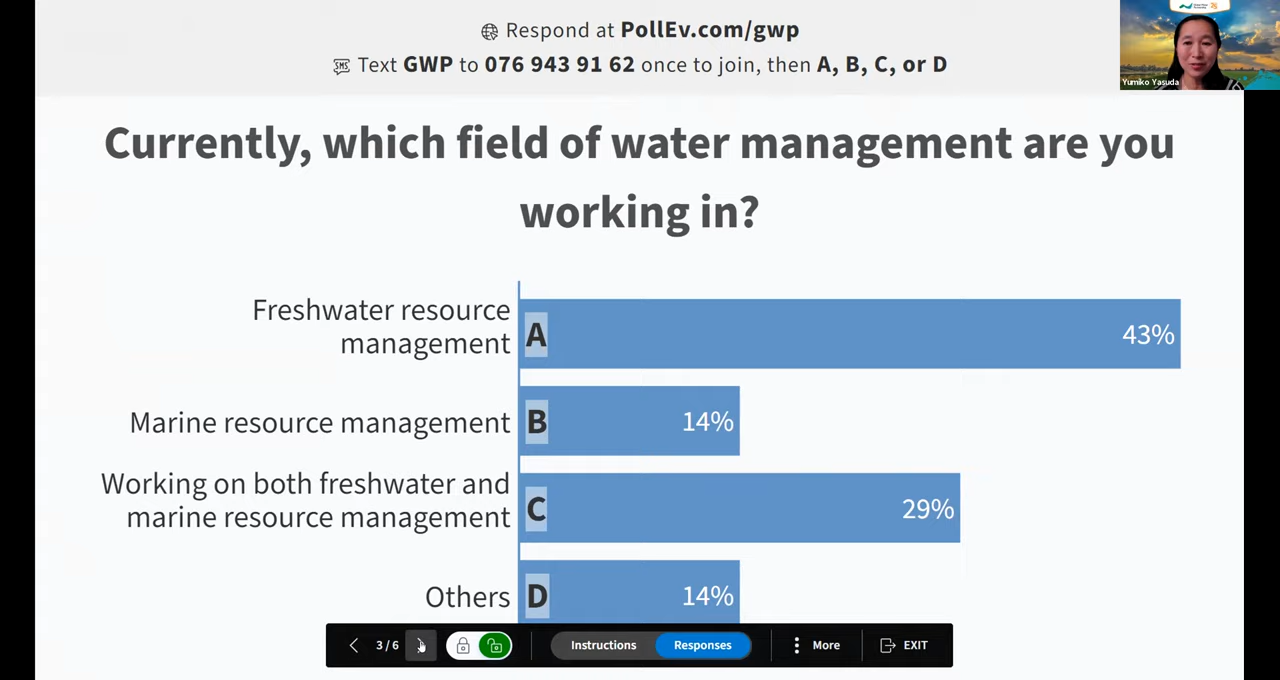 Respond at PollEv.com/gwp
Text GWP to 076 943 91 62 once to join, then A, B, C, or D
Yumiko Yasuda
Currently, which field of water management are you
working in?
Freshwater resource
management
A
43%
Marine resource management
B
14%
Working on both freshwater and
marine resource management
C
29%
Others
D
14%
3 / 6
Instructions
Responses
More
EXIT